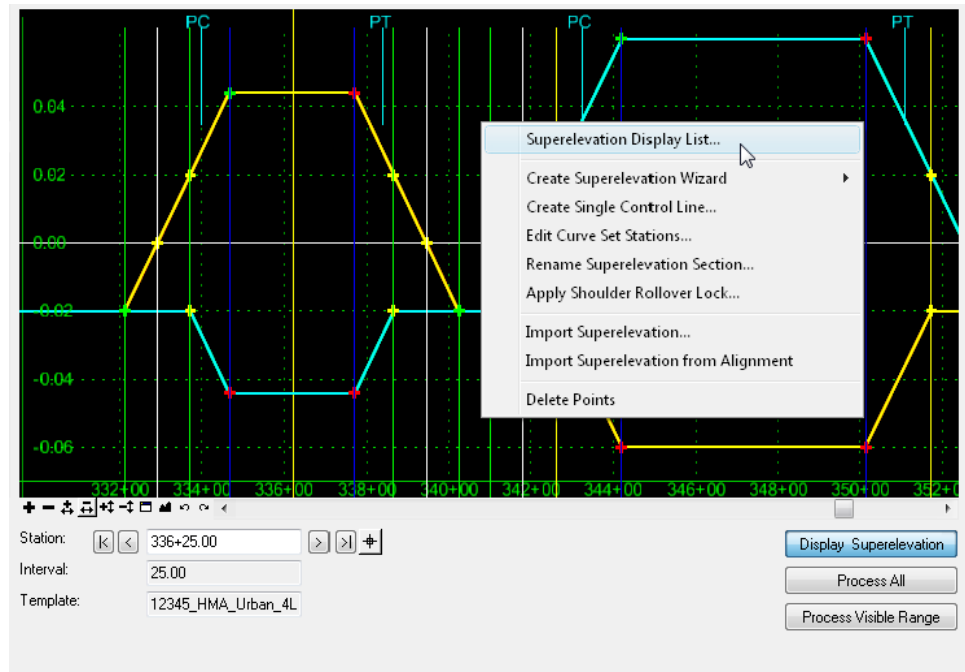 PC PT PC PT
0.04
0.02
0.00
-0.02
-0.04
-0.06
332+00 334+00 336+00 338+00 340+00 342+00 344+00 346+00 348+00 350+00 352+0
Superelevation Display List...
Create Superelevation Wizard
Create Single Control Line...
Edit Curve Set Stations...
Rename Superelevation Section...
Apply Shoulder Rollover Lock...
Import Superelevation...
Import Superelevation from Alignment
Delete Points
Station: 336+25.00
Display Superelevation
Interval: 25.00
Process All
Template: 12345_HMA_Urban_4L
Process Visible Range